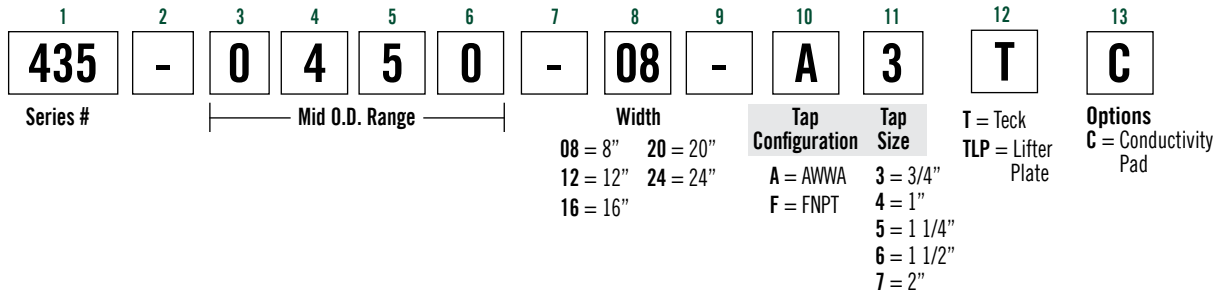 1 2 3 4 5 6 7 8 9 10 11 12 13
435 - 0 4 5 0 - 08 - A 3 T C
Series #
Mid O.D. Range
Width
08 = 8” 20 = 20”
12 = 12” 24 = 24”
16 = 16”
Tap
Configuration
A = AWWA
F = FNPT
Tap
Size
3 = 3/4”
4 = 1”
5 = 1 1/4”
6 = 1 1/2”
7 = 2”
T = Teck
TLP = Lifter
Plate
Options
C = Conductivity
Pad